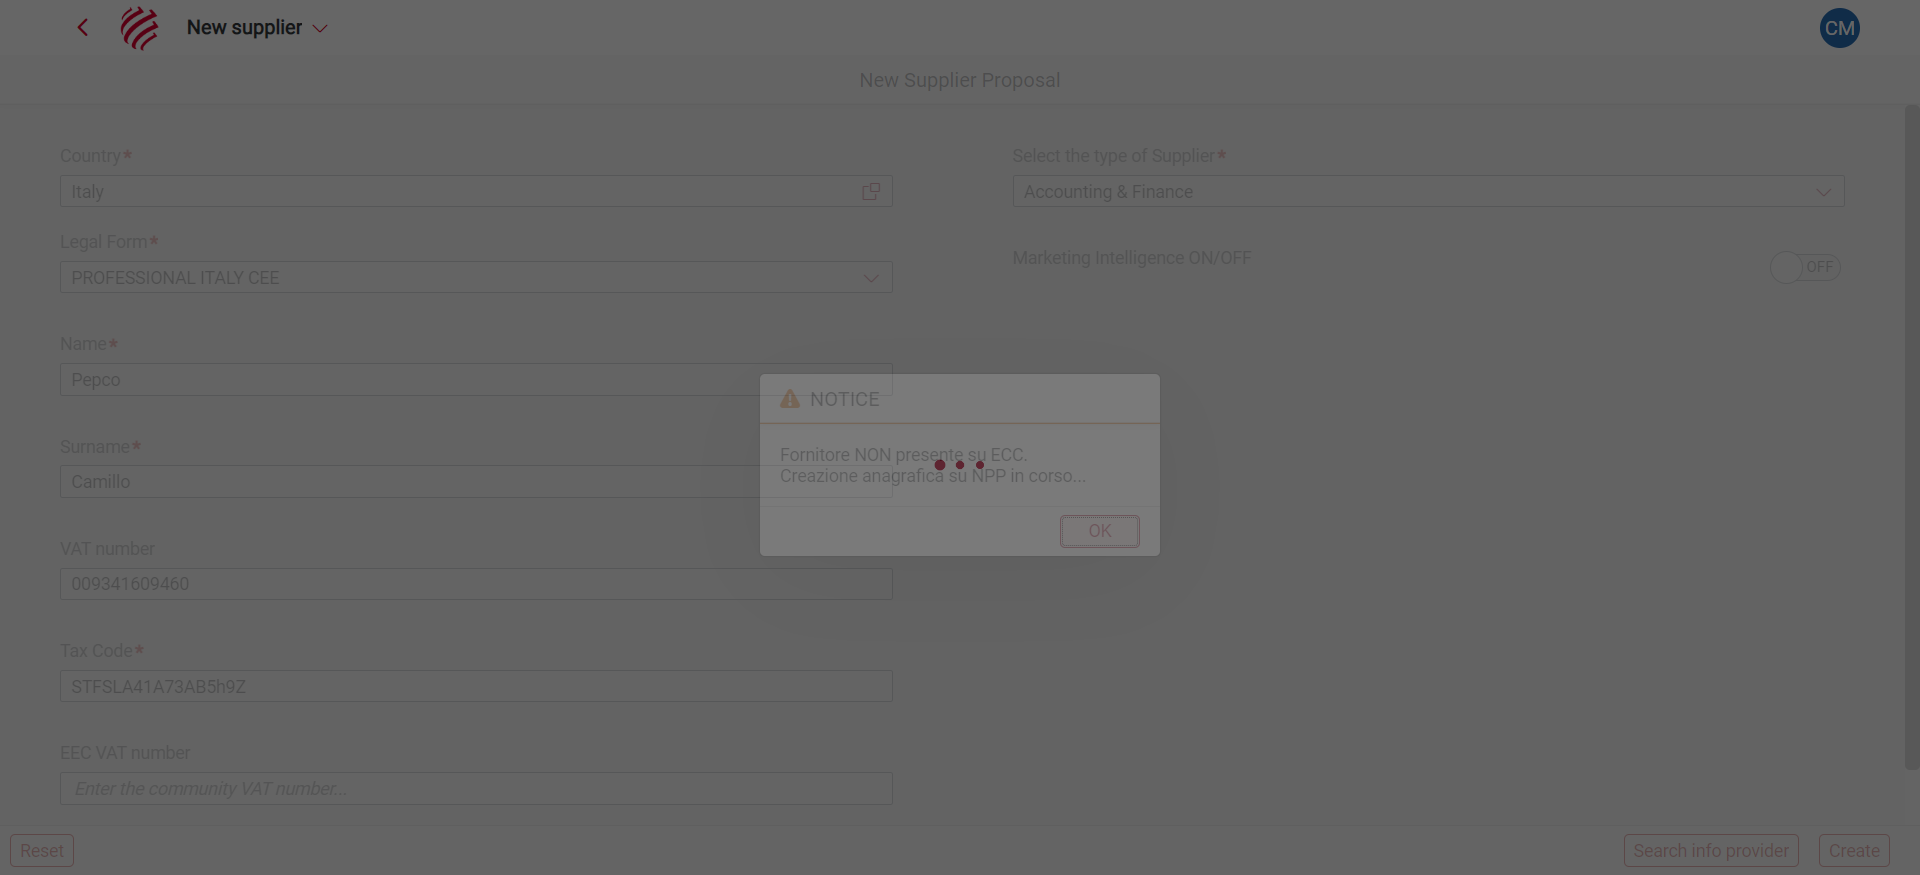 New supplier
CM
New Supplier Proposal
Country*
Italy
Select the type of Supplier*
Accounting & Finance
Legal Form*
PROFESSIONAL ITALY CEE
Marketing Intelligence ON/OFF
OFF
Name*
Pepco
NOTICE
Surname*
Camillo
Fornitore NON presente su ECC.
Creazione anagrafica su NPP in corso...
OK
VAT number
009341609460
Tax Code*
STFSLA41A73AB5h9Z
EEC VAT number
Enter the community VAT number...
Reset
Search info provider
Create